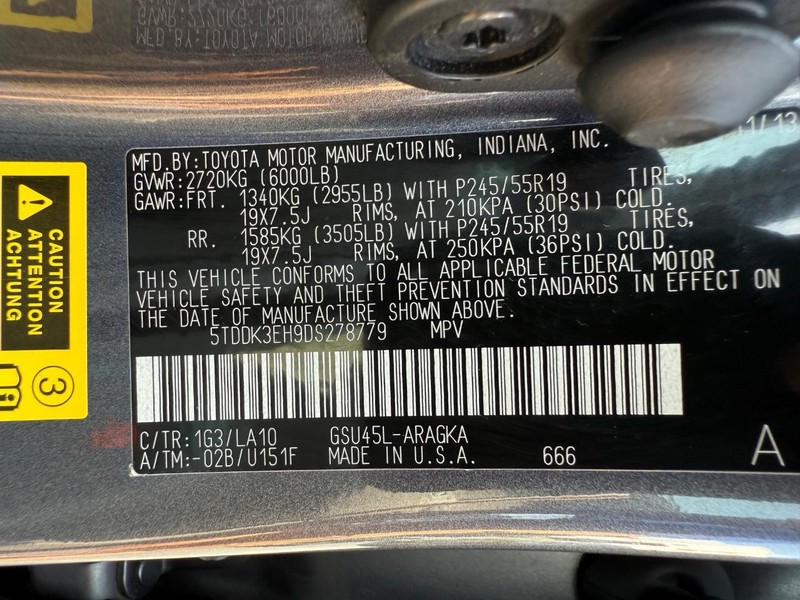 11/13
MFD.BY:TOYOTA MOTOR MANUFACTURING, INDIANA, INC.
GVWR:2720KG (6000LB)
GAWR:FRT. 1340KG (2955LB) WITH P245/55R19 TIRES,
19X7.5J RIMS, AT 210KPA (30PSI) COLD.
RR. 1585KG (3505LB) WITH P245/55R19 TIRES,
19X7.5J RIMS, AT 250KPA (36PSI) COLD.
THIS VEHICLE CONFORMS TO ALL APPLICABLE FEDERAL MOTOR
VEHICLE SAFETY AND THEFT PREVENTION STANDARDS IN EFFECT ON
THE DATE OF MANUFACTURE SHOWN ABOVE.
5TDDK3EH9DS278779 MPV
C/TR:1G3/LA10 GSU45L-ARAGKA
A/TM:-02B/U151F MADE IN U.S.A. 666
A
CAUTION
ATTENTION
ACHTUNG
3